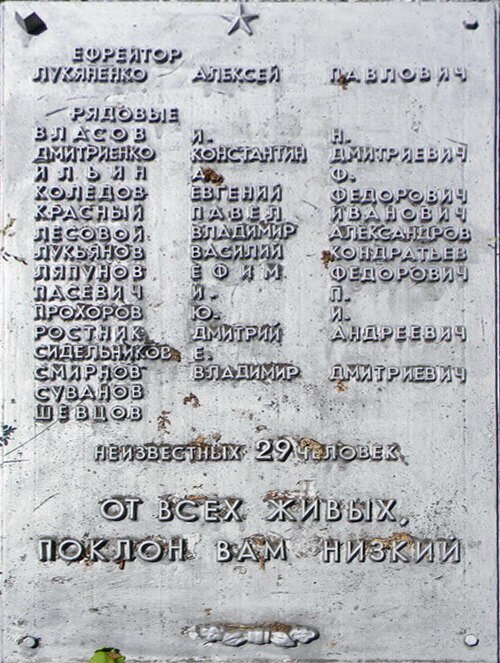 ЕФРЕЙТОР
ЛУКЯНЕНКО АЛЕКСЕЙ ПАВЛОВИЧ
РЯДОВЫЕ
ВЛАСОВ И. Н.
ДМИТРИЕНКО КОНСТАНТИН ДМИТРИЕВИЧ
ИЛЬИН А. Ф.
КОЛЕДОВ ЕВГЕНИЙ ФЕДОРОВИЧ
КРАСНЫЙ ПАВЕЛ ИВАНОВИЧ
ЛЕСОВОЙ ВЛАДИМИР АЛЕКСАНДРОВ
ЛУКЬЯНОВ ВАСИЛИЙ КОНДРАТЬЕВ
ЛЯПУНОВ ЕФИМ ФЕДОРОВИЧ
ПАСЕВИЧ И. П.
ПРОХОРОВ Ю. И.
РОСТНИК ДМИТРИЙ АНДРЕЕВИЧ
СИДЕЛЬНИКОВ Е.
СМИРНОВ ВЛАДИМИР ДМИТРИЕВИЧ
СУВАНОВ
ШЕВЦОВ
НЕИЗВЕСТНЫХ 29 ЧЕЛОВЕК
ОТ ВСЕХ ЖИВЫХ,
ПОКЛОН ВАМ НИЗКИЙ